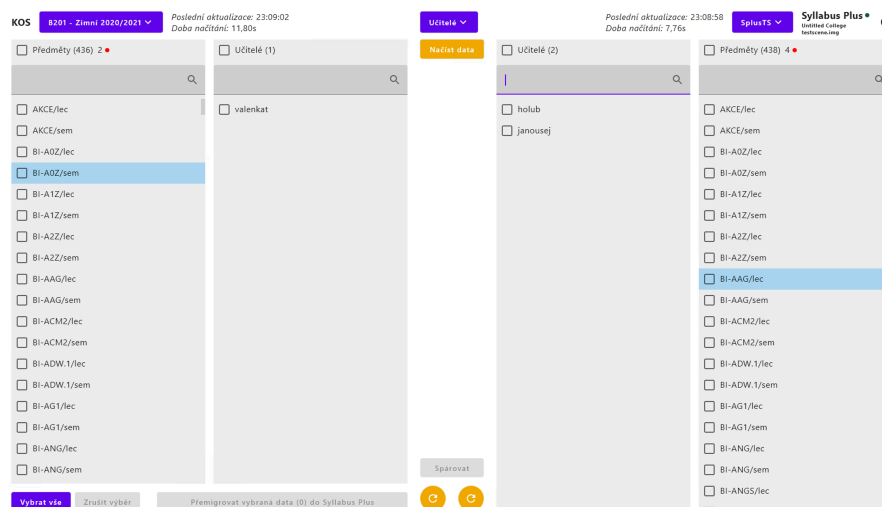 KOS
B201 - Zimní 2020/2021
Poslední aktualizace: 23:09:02
Doba načítání: 11,80s
Předměty (436) 2
AKCE/lec
AKCE/sem
BI-A0Z/lec
BI-A0Z/sem
BI-A1Z/lec
BI-A1Z/sem
BI-A2Z/lec
BI-A2Z/sem
BI-AAG/lec
BI-AAG/sem
BI-ACM2/lec
BI-ACM2/sem
BI-ADW.1/lec
BI-ADW.1/sem
BI-AG1/lec
BI-AG1/sem
BI-ANG/lec
BI-ANG/sem
Vybrat vše
Zrušit výběr
Přemigrovat vybraná data (0) do Syllabus Plus
Učitelé (1)
valenkat
Učitelé
Načíst data
Spárovat
Poslední aktualizace: 23:08:58
Doba načítání: 7,76s
SplusTS
Syllabus Plus
Untitled College
testscene.img
Učitelé (2)
holub
janousej
Předměty (438) 4
AKCE/lec
AKCE/sem
BI-A0Z/lec
BI-A0Z/sem
BI-A1Z/lec
BI-A1Z/sem
BI-A2Z/lec
BI-A2Z/sem
BI-AAG/lec
BI-AAG/sem
BI-ACM2/lec
BI-ACM2/sem
BI-ADW.1/lec
BI-ADW.1/sem
BI-AG1/lec
BI-AG1/sem
BI-ANG/lec
BI-ANG/sem
BI-ANGS/lec